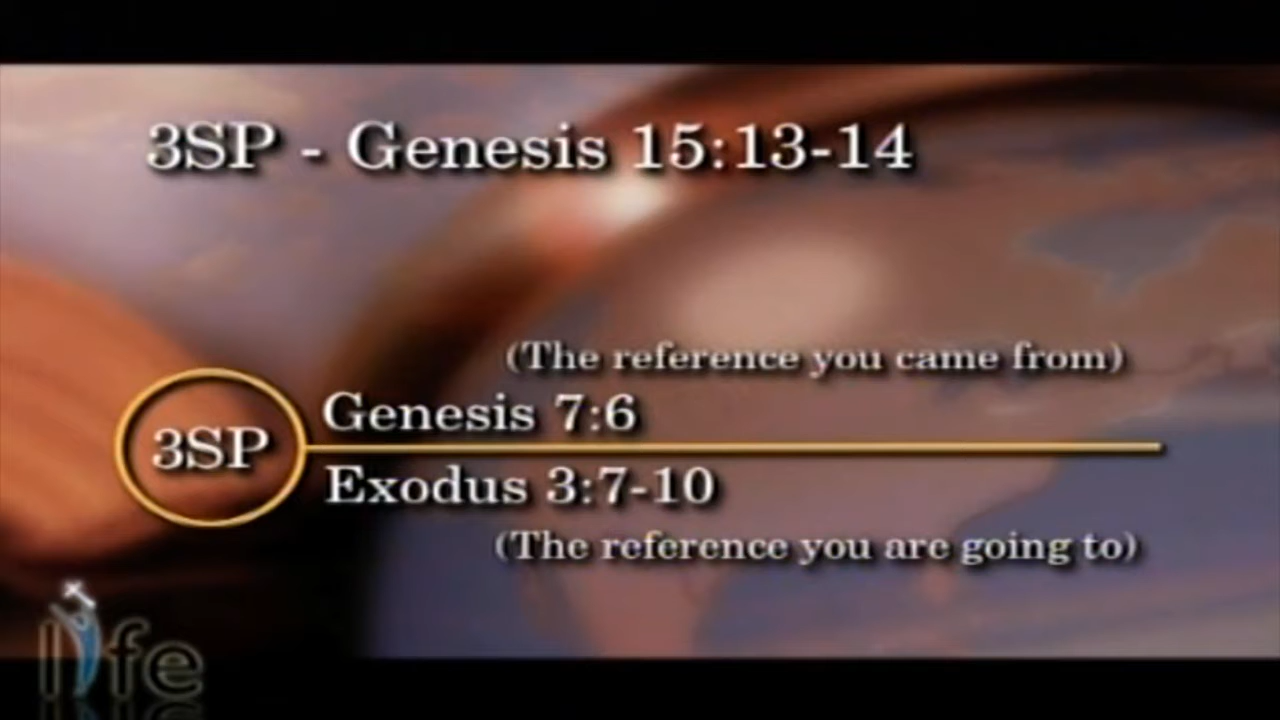 3SP - Genesis 15:13-14
(The reference you came from)
Genesis 7:6
3SP
Exodus 3:7-10
(The reference you are going to)
life